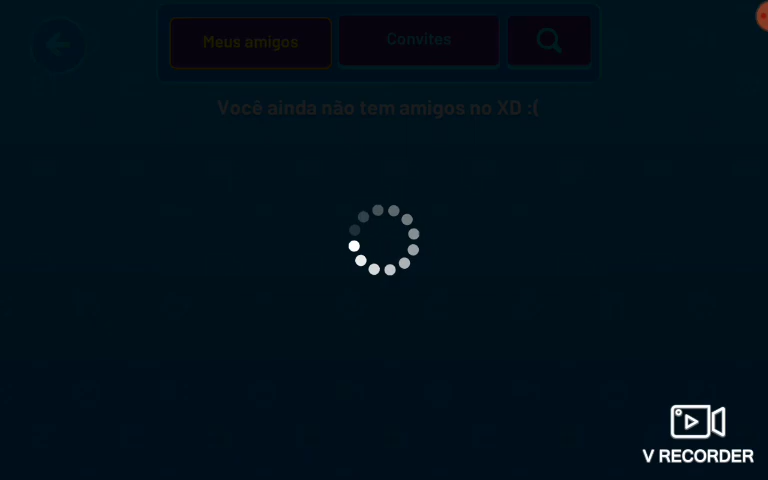 Meus amigos
Convites
Você ainda não tem amigos no XD :(
V RECORDER